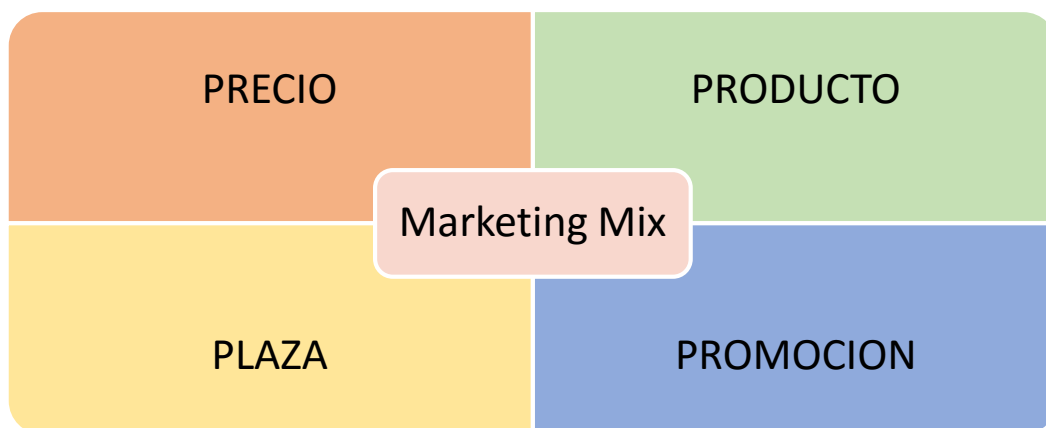 PRECIO
PRODUCTO
Marketing Mix
PLAZA
PROMOCION